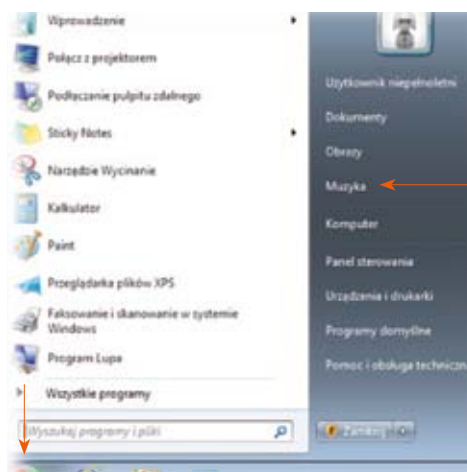 Wprowadzenie
Połącz z projektorem
Podłączanie pulpitu zdalnego
Sticky Notes
Narzędzie Wycinanie
Kalkulator
Paint
Przeglądarka plików XPS
Faksowanie i skanowanie w systemie
Windows
Program Lupa
Wszystkie programy
Wyszukaj programy i pliki
Użytkownik niepełnoletni
Dokumenty
Obrazy
Muzyka
Komputer
Panel sterowania
Urządzenia i drukarki
Programy domyślne
Pomoc i obsługa techniczn
Zamknij